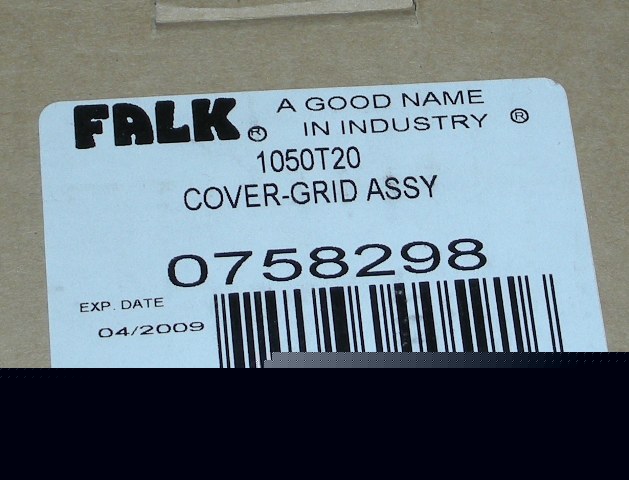 FALK® A GOOD NAME
IN INDUSTRY ®
1050T20
COVER-GRID ASSY
0758298
EXP. DATE
04/2009